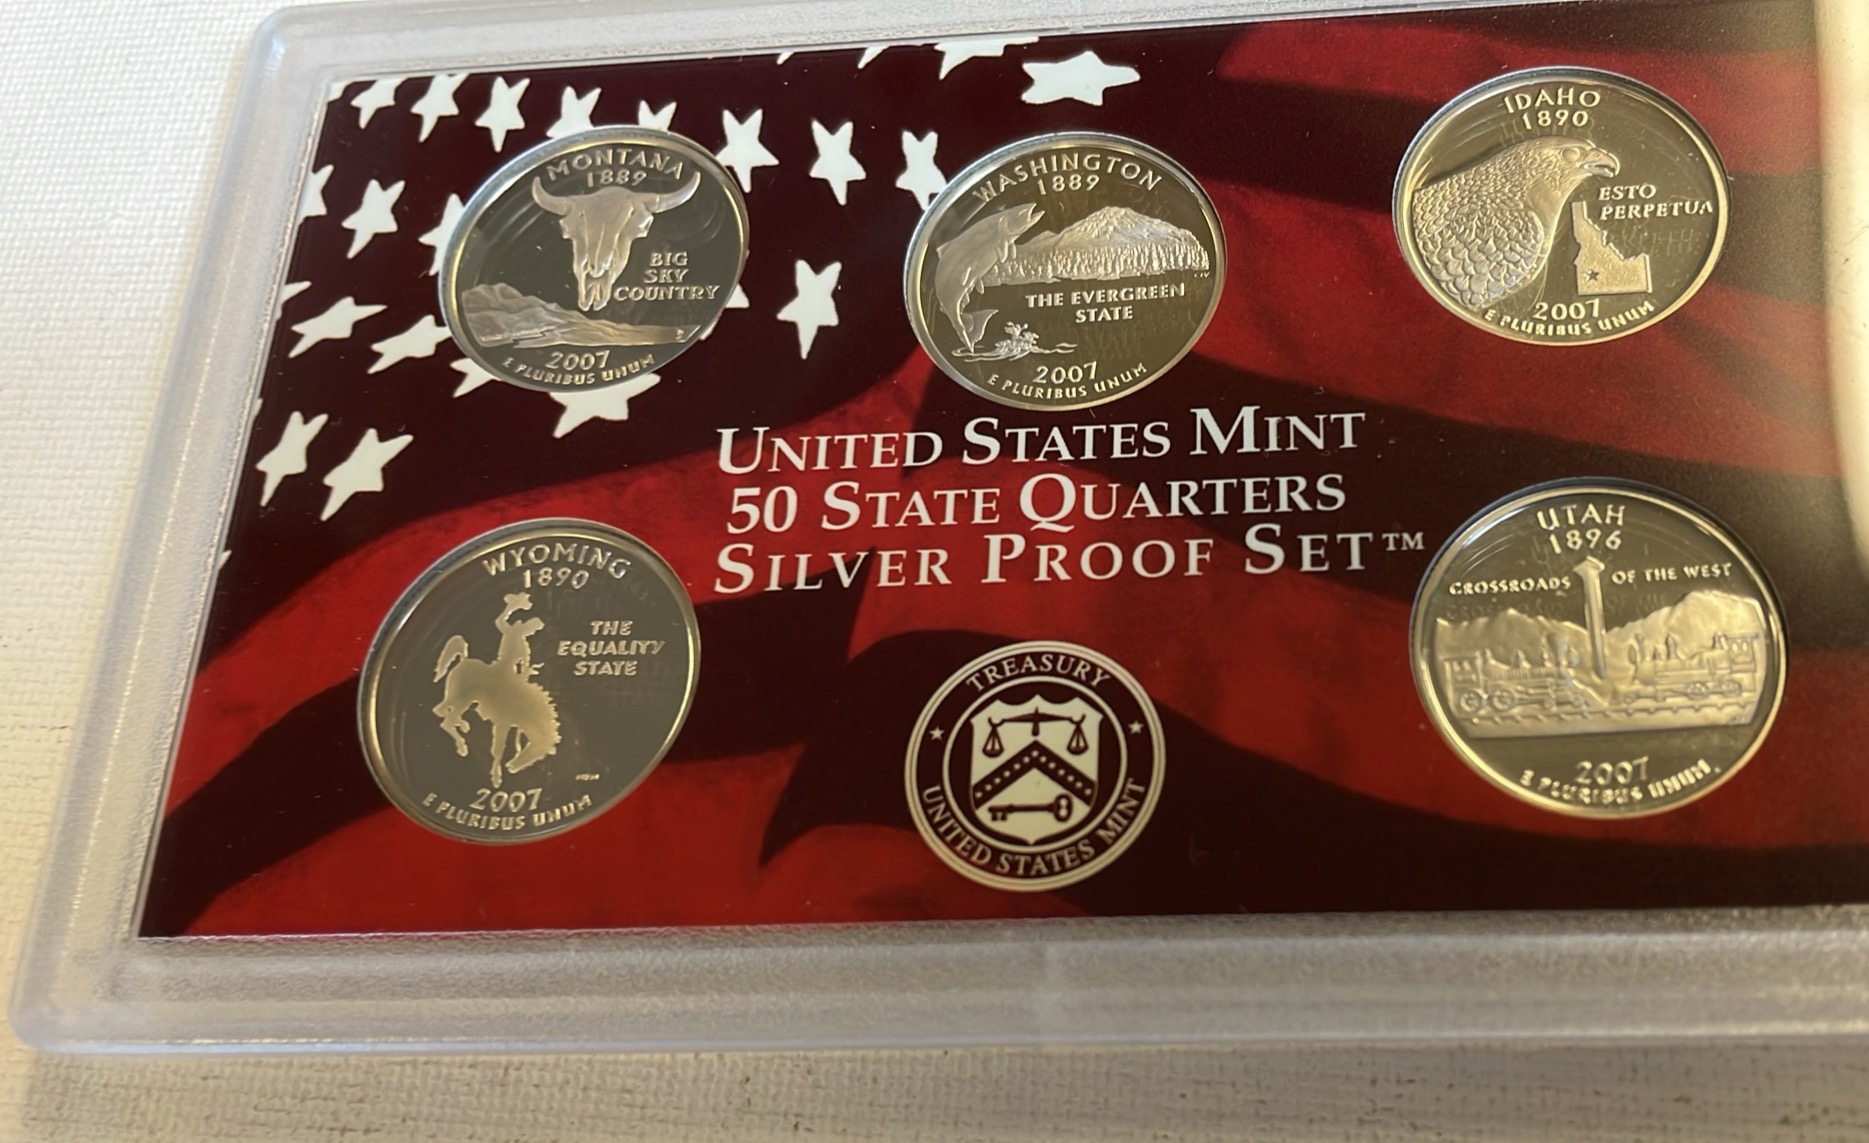 MONTANA
1889
BIG
SKY
COUNTRY
2007
E PLURIBUS UNUM
WASHINGTON
1889
THE EVERGREEN
STATE
2007
E PLURIBUS UNUM
IDAHO
1890
ESTO
PERPETUA
2007
E PLURIBUS UNUM
UNITED STATES MINT
50 STATE QUARTERS
SILVER PROOF SET™
WYOMING
1890
THE
EQUALITY
STATE
2007
E PLURIBUS UNUM
TREASURY
UNITED STATES MINT
UTAH
1896
CROSSROADS OF THE WEST
2007
E PLURIBUS UNUM